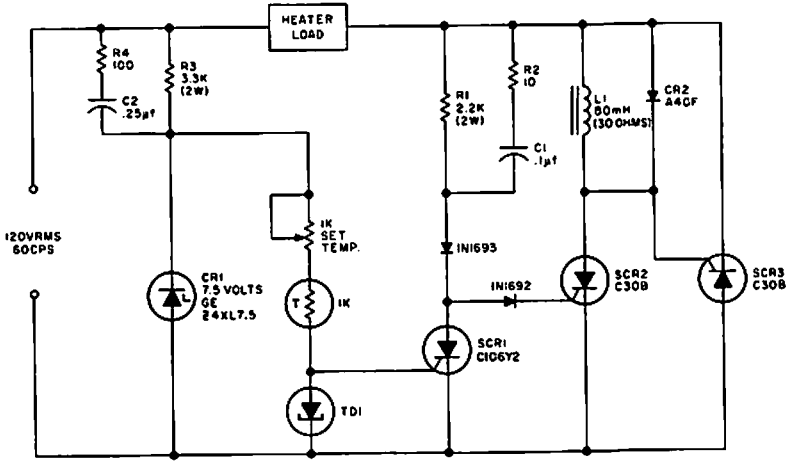 HEATER
LOAD
R4
100
R3
3.3K
(2W)
C2
.25µf
R1
2.2K
(2W)
R2
10
C1
.1µf
L1
80mH
(30 OHMS)
CR2
A40F
120VRMS
60CPS
1K
SET
TEMP.
1N1693
CR1
7.5 VOLTS
GE
24XL7.5
T
1K
1N1692
SCR2
C30B
SCR3
C30B
SCR1
C106Y2
TD1